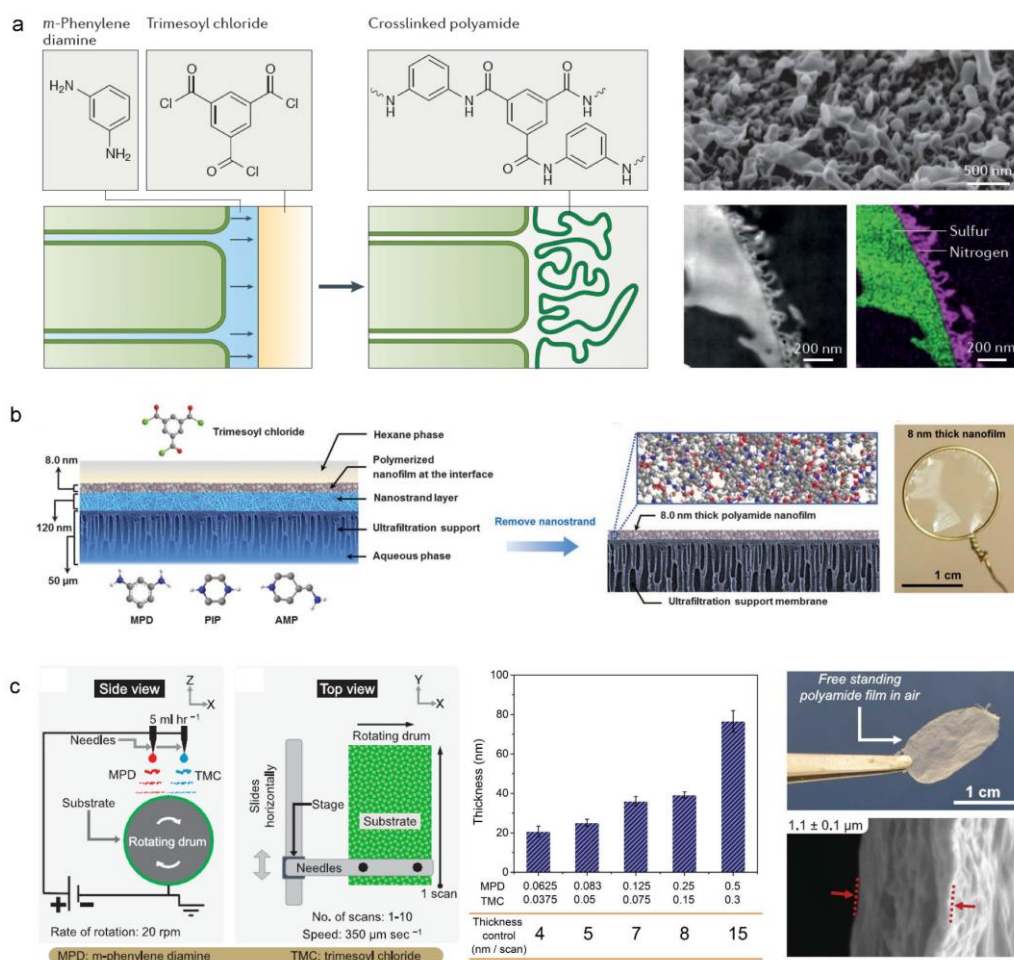 a
m-Phenylene
diamine
Trimesoyl chloride
Crosslinked polyamide
H₂N
NH₂
O
Cl
O
Cl
O
Cl
N
H
O
N
H
O
N
H
O
N
H
N
H
500 nm
200 nm
Sulfur
Nitrogen
200 nm
b
Trimesoyl chloride
8.0 nm
120 nm
50 µm
Hexane phase
Polymerized
nanofilm at the interface
Nanostrand layer
Ultrafiltration support
Aqueous phase
MPD
PIP
AMP
Remove nanostrand
8.0 nm thick polyamide nanofilm
Ultrafiltration support membrane
8 nm thick nanofilm
1 cm
c
Side view
Z
X
5 ml hr⁻¹
Needles
MPD
TMC
Substrate
Rotating drum
+
-
Rate of rotation: 20 rpm
Top view
Y
X
Rotating drum
Slides
horizontally
Stage
Substrate
Needles
1 scan
No. of scans: 1-10
Speed: 350 µm sec⁻¹
MPD: m-phenylene diamine
TMC: trimesoyl chloride
Thickness (nm)
100
80
60
40
20
0
MPD 0.0625 0.083 0.125 0.25 0.5
TMC 0.0375 0.05 0.075 0.15 0.3
Thickness
control
(nm / scan)
4 5 7 8 15
Free standing
polyamide film in air
1 cm
1.1 ± 0.1 µm